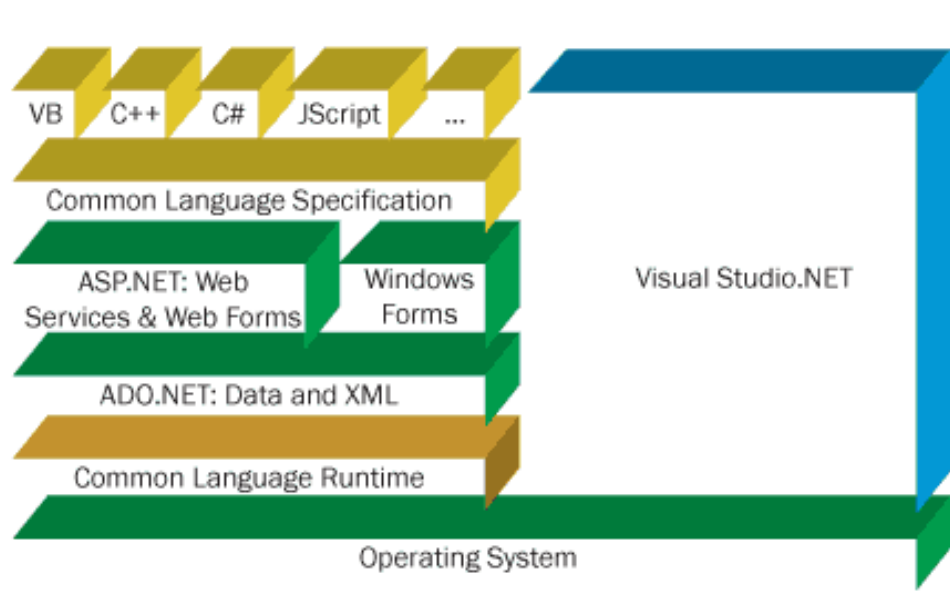 VB
C++
C#
JScript
...
Common Language Specification
ASP.NET: Web
Services & Web Forms
Windows
Forms
Visual Studio.NET
ADO.NET: Data and XML
Common Language Runtime
Operating System